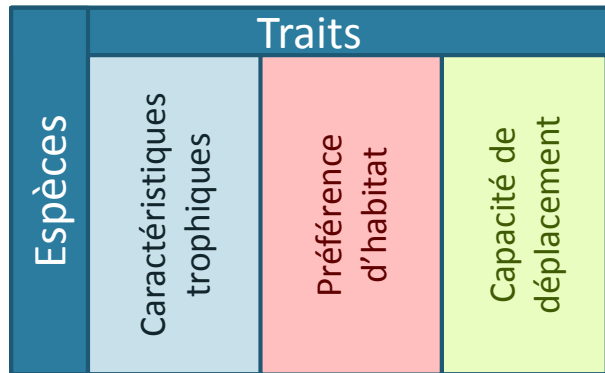 Traits
Espèces
Caractéristiques
trophiques
Préférence
d'habitat
Capacité de
déplacement